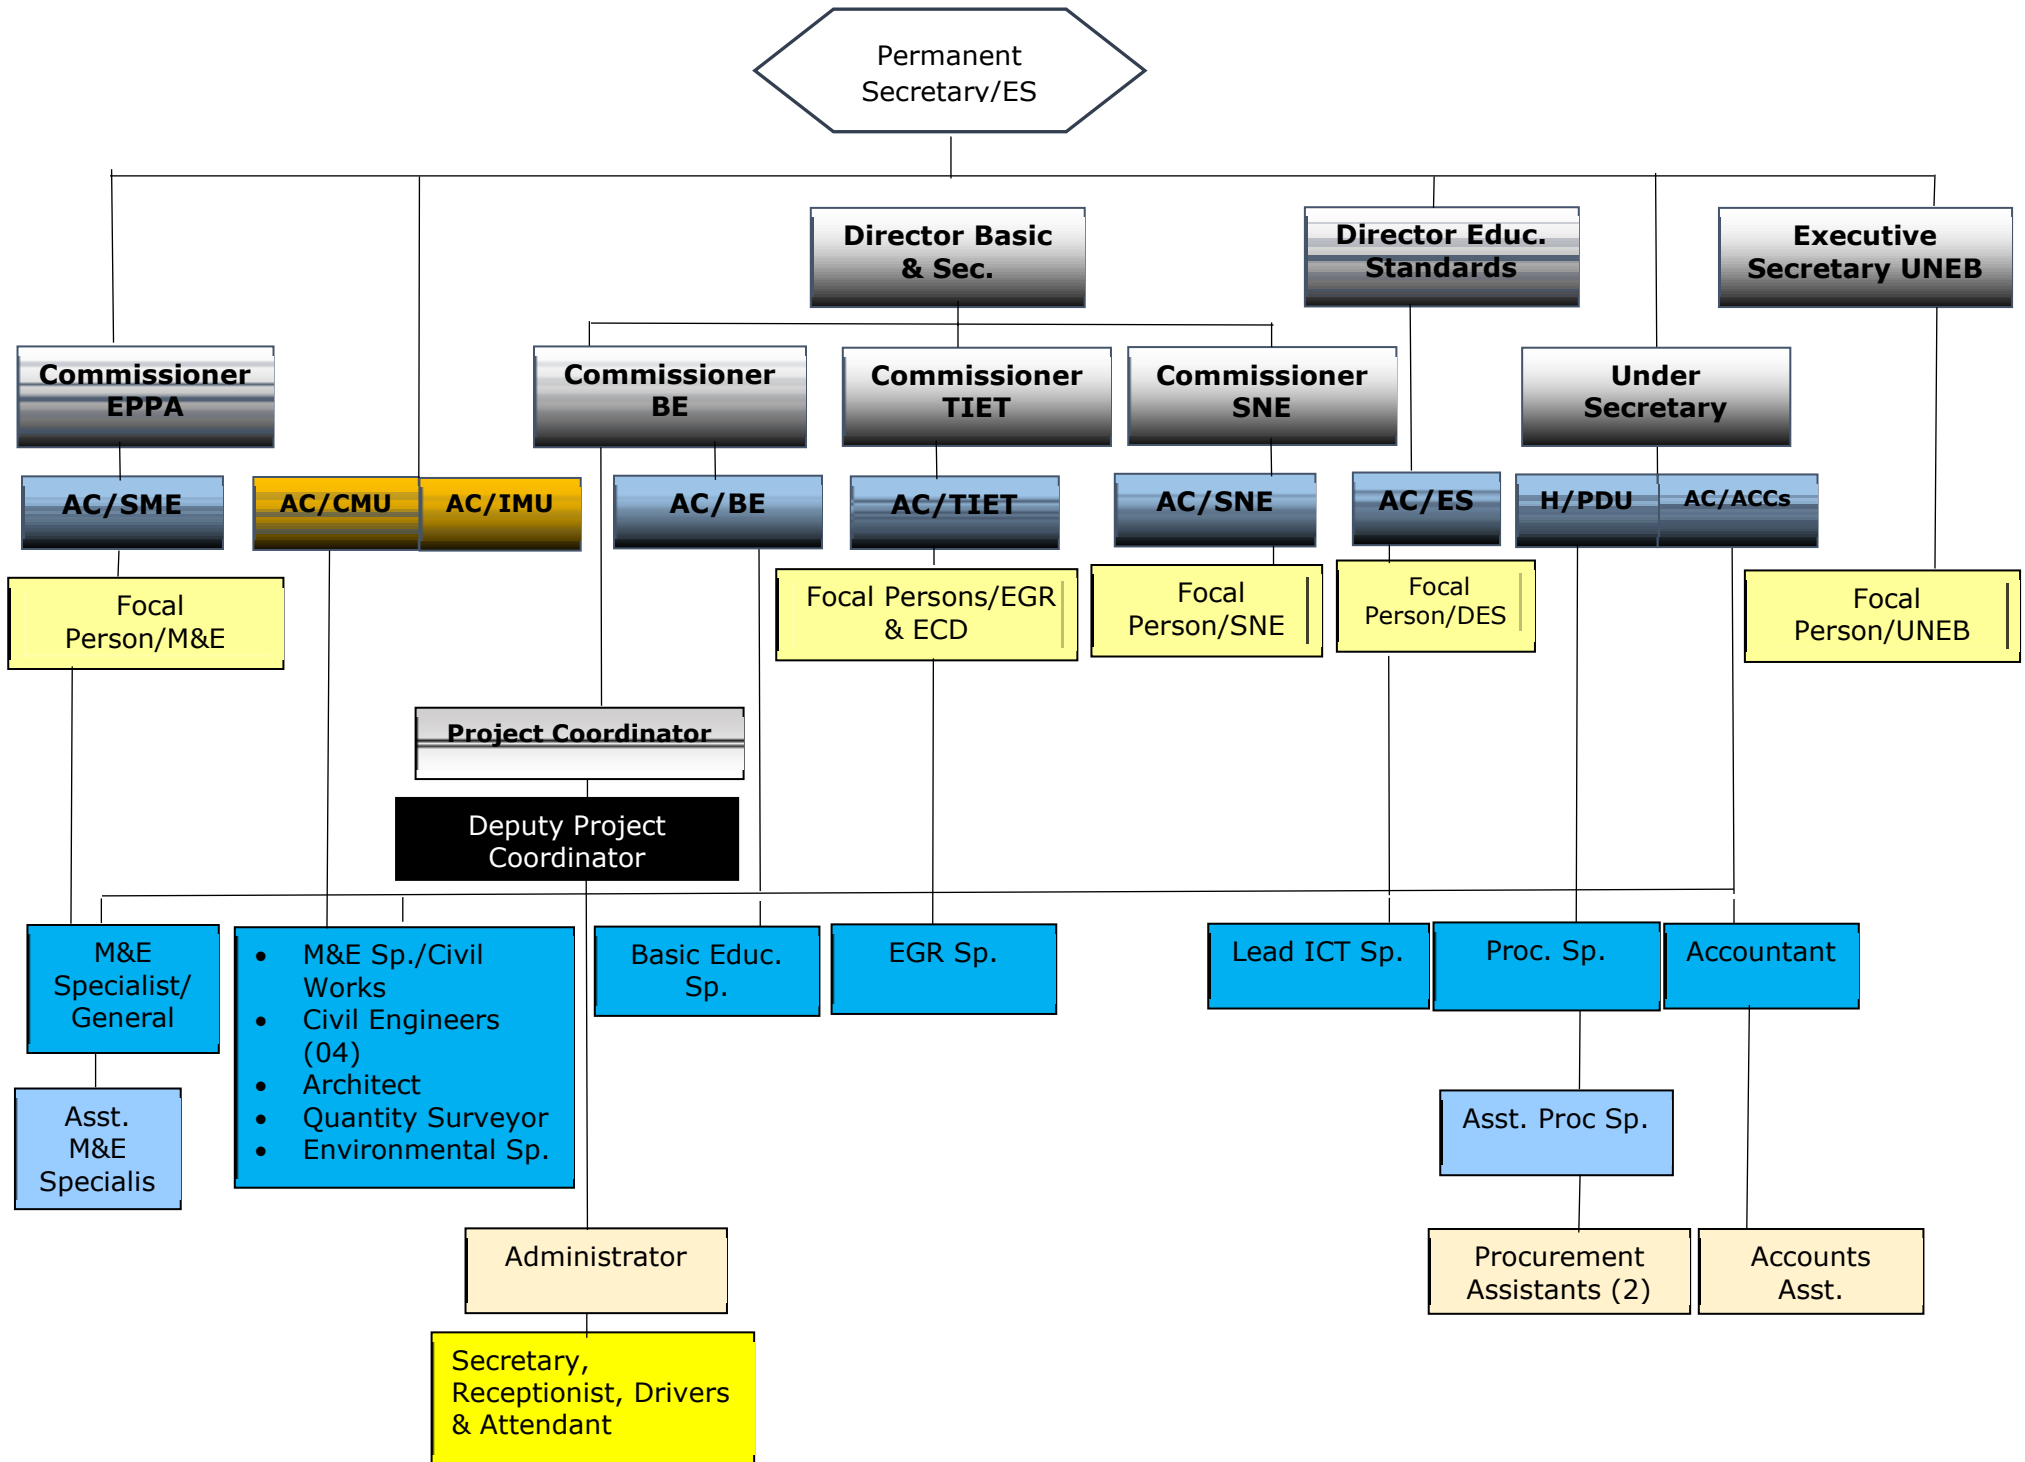 Permanent
Secretary/ES
Director Basic
& Sec.
Director Educ.
Standards
Executive
Secretary UNEB
Commissioner
EPPA
Commissioner
BE
Commissioner
TIET
Commissioner
SNE
Under
Secretary
AC/SME
AC/CMU
AC/IMU
AC/BE
AC/TIET
AC/SNE
AC/ES
H/PDU
AC/ACCs
Focal
Person/M&E
Focal Persons/EGR
& ECD
Focal
Person/SNE
Focal
Person/DES
Focal
Person/UNEB
Project Coordinator
Deputy Project
Coordinator
M&E
Specialist/
General
• M&E Sp./Civil
Works
• Civil Engineers
(04)
• Architect
• Quantity Surveyor
• Environmental Sp.
Basic Educ.
Sp.
EGR Sp.
Lead ICT Sp.
Proc. Sp.
Accountant
Asst.
M&E
Specialis
Asst. Proc Sp.
Administrator
Procurement
Assistants (2)
Accounts
Asst.
Secretary,
Receptionist, Drivers
& Attendant